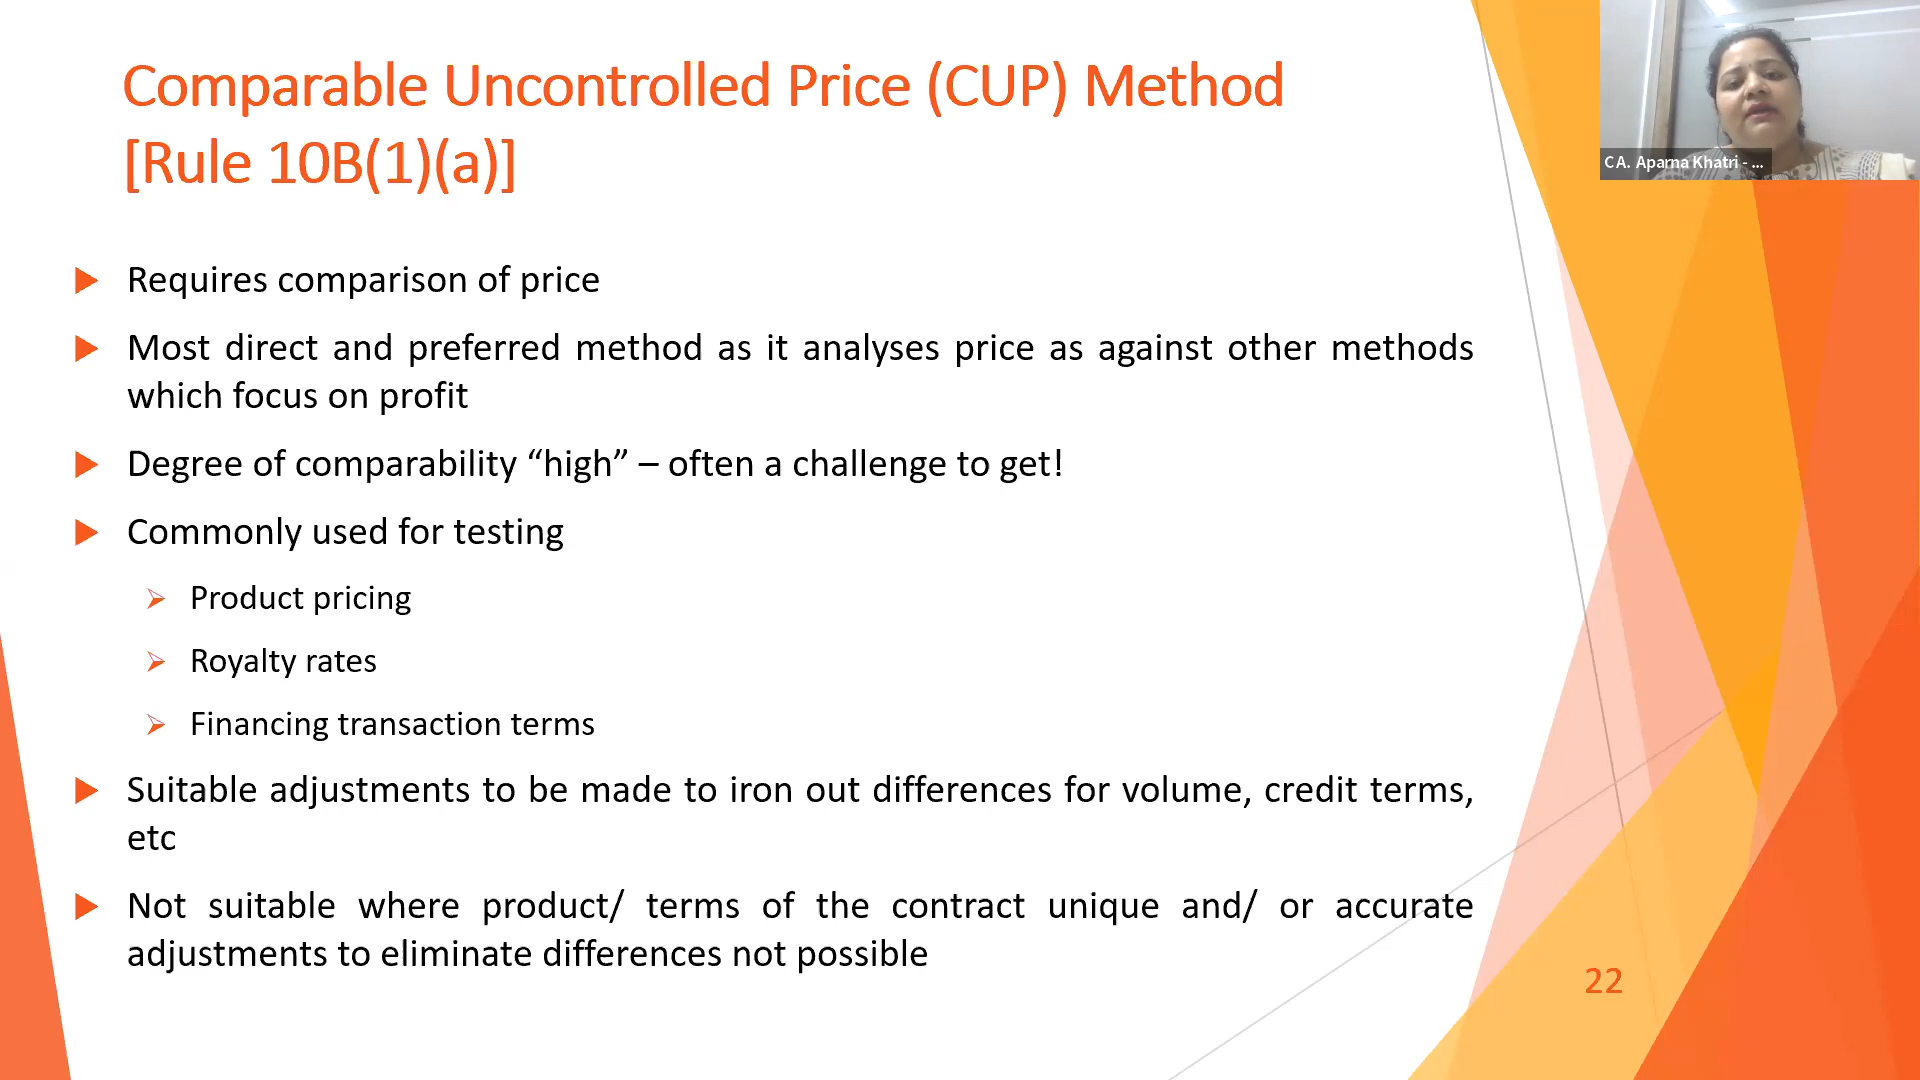 Comparable Uncontrolled Price (CUP) Method
[Rule 10B(1)(a)]
CA. Aparna Khatri - ...
Requires comparison of price
Most direct and preferred method as it analyses price as against other methods
which focus on profit
Degree of comparability “high” – often a challenge to get!
Commonly used for testing
Product pricing
Royalty rates
Financing transaction terms
Suitable adjustments to be made to iron out differences for volume, credit terms,
etc
Not suitable where product/ terms of the contract unique and/ or accurate
adjustments to eliminate differences not possible
22